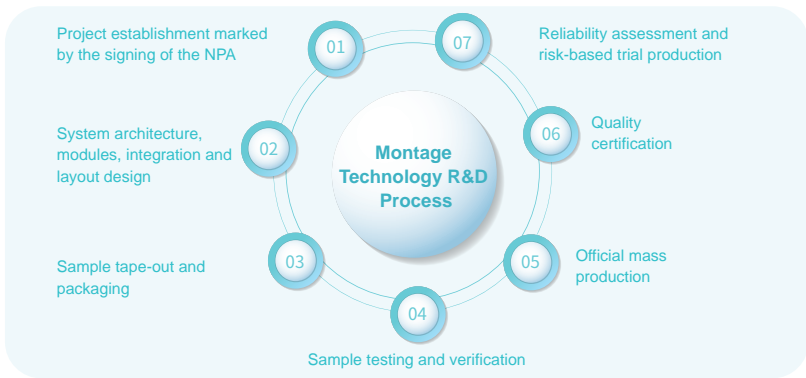 Project establishment marked
by the signing of the NPA
01
07
Reliability assessment and
risk-based trial production
System architecture,
modules, integration and
layout design
02
Montage
Technology R&D
Process
06
Quality
certification
Sample tape-out and
packaging
03
05
Official mass
production
04
Sample testing and verification